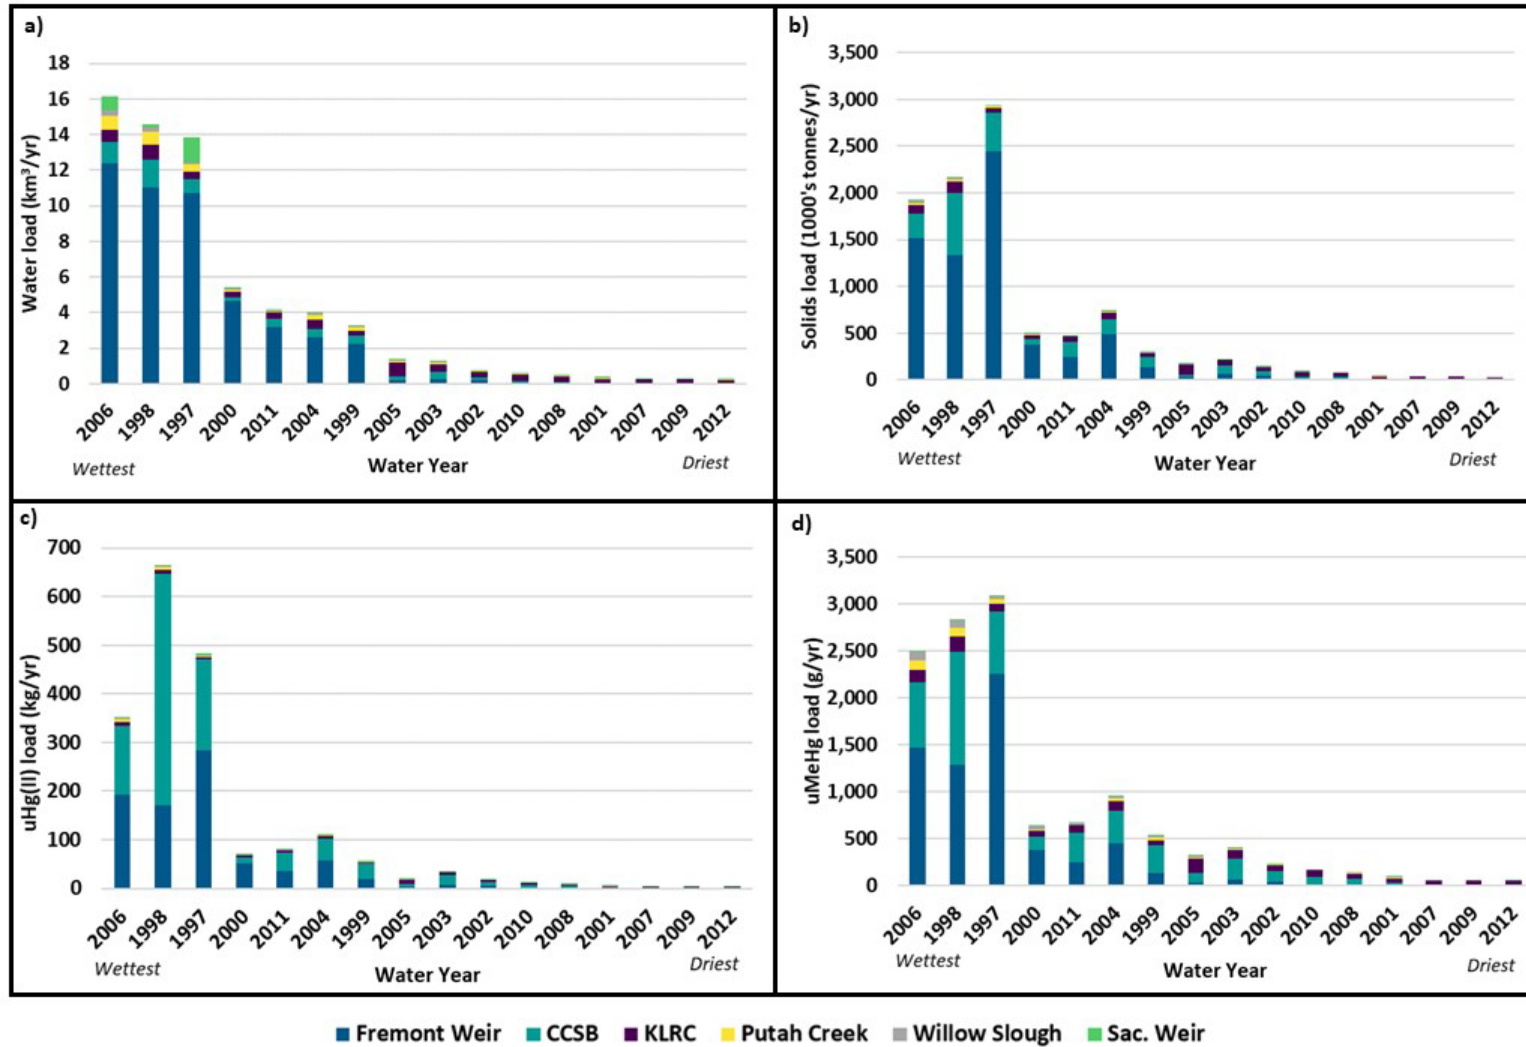 a)
Water load (km³/yr)
18
16
14
12
10
8
6
4
2
0
2006 1998 1997 2000 2011 2004 1999 2005 2003 2002 2010 2008 2001 2007 2009 2012
Wettest Water Year Driest
b)
Solids load (1000's tonnes/yr)
3,500
3,000
2,500
2,000
1,500
1,000
500
0
2006 1998 1997 2000 2011 2004 1999 2005 2003 2002 2010 2008 2001 2007 2009 2012
Wettest Water Year Driest
c)
uHg(II) load (kg/yr)
700
600
500
400
300
200
100
0
2006 1998 1997 2000 2011 2004 1999 2005 2003 2002 2010 2008 2001 2007 2009 2012
Wettest Water Year Driest
d)
uMeHg load (g/yr)
3,500
3,000
2,500
2,000
1,500
1,000
500
0
2006 1998 1997 2000 2011 2004 1999 2005 2003 2002 2010 2008 2001 2007 2009 2012
Wettest Water Year Driest
Fremont Weir CCSB KLRC Putah Creek Willow Slough Sac. Weir